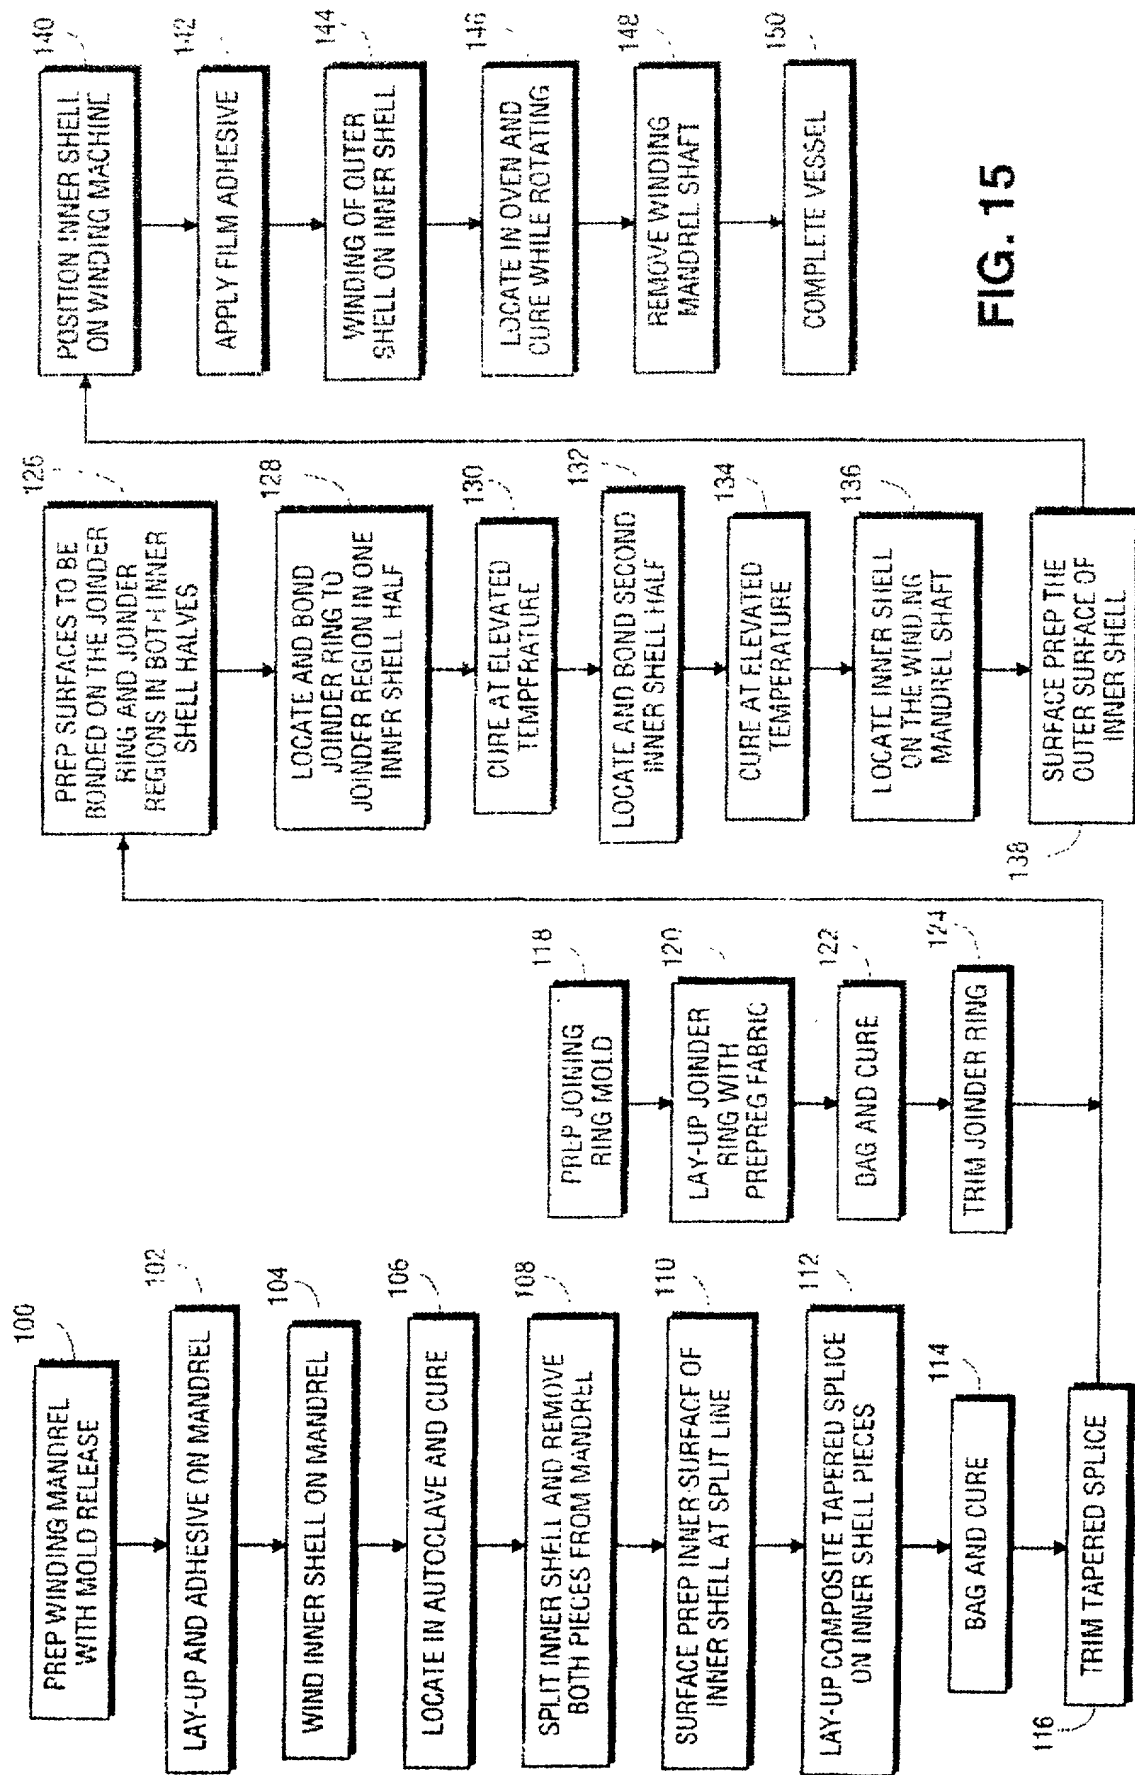 100
PREP WINDING MANDREL
WITH MOLD RELEASE
102
LAY-UP AND ADHESIVE ON MANDREL
104
WIND INNER SHELL ON MANDREL
106
LOCATE IN AUTOCLAVE AND CURE
108
SPLIT INNER SHELL AND REMOVE
BOTH PIECES FROM MANDREL
110
SURFACE PREP INNER SURFACE OF
INNER SHELL AT SPLIT LINE
112
LAY-UP COMPOSITE TAPERED SPLICE
ON INNER SHELL PIECES
114
BAG AND CURE
116
TRIM TAPERED SPLICE
118
PREP JOINING
RING MOLD
120
LAY-UP JOINDER
RING WITH
PREPREG FABRIC
122
BAG AND CURE
124
TRIM JOINDER RING
126
PREP SURFACES TO BE
BONDED ON THE JOINDER
RING AND JOINDER
REGIONS IN BOTH INNER
SHELL HALVES
128
LOCATE AND BOND
JOINDER RING TO
JOINDER REGION IN ONE
INNER SHELL HALF
130
CURE AT ELEVATED
TEMPERATURE
132
LOCATE AND BOND SECOND
INNER SHELL HALF
134
CURE AT ELEVATED
TEMPERATURE
136
LOCATE INNER SHELL
ON THE WINDING
MANDREL SHAFT
138
SURFACE PREP THE
OUTER SURFACE OF
INNER SHELL
140
POSITION INNER SHELL
ON WINDING MACHINE
142
APPLY FILM ADHESIVE
144
WINDING OF OUTER
SHELL ON INNER SHELL
146
LOCATE IN OVEN AND
CURE WHILE ROTATING
148
REMOVE WINDING
MANDREL SHAFT
150
COMPLETE VESSEL
FIG. 15